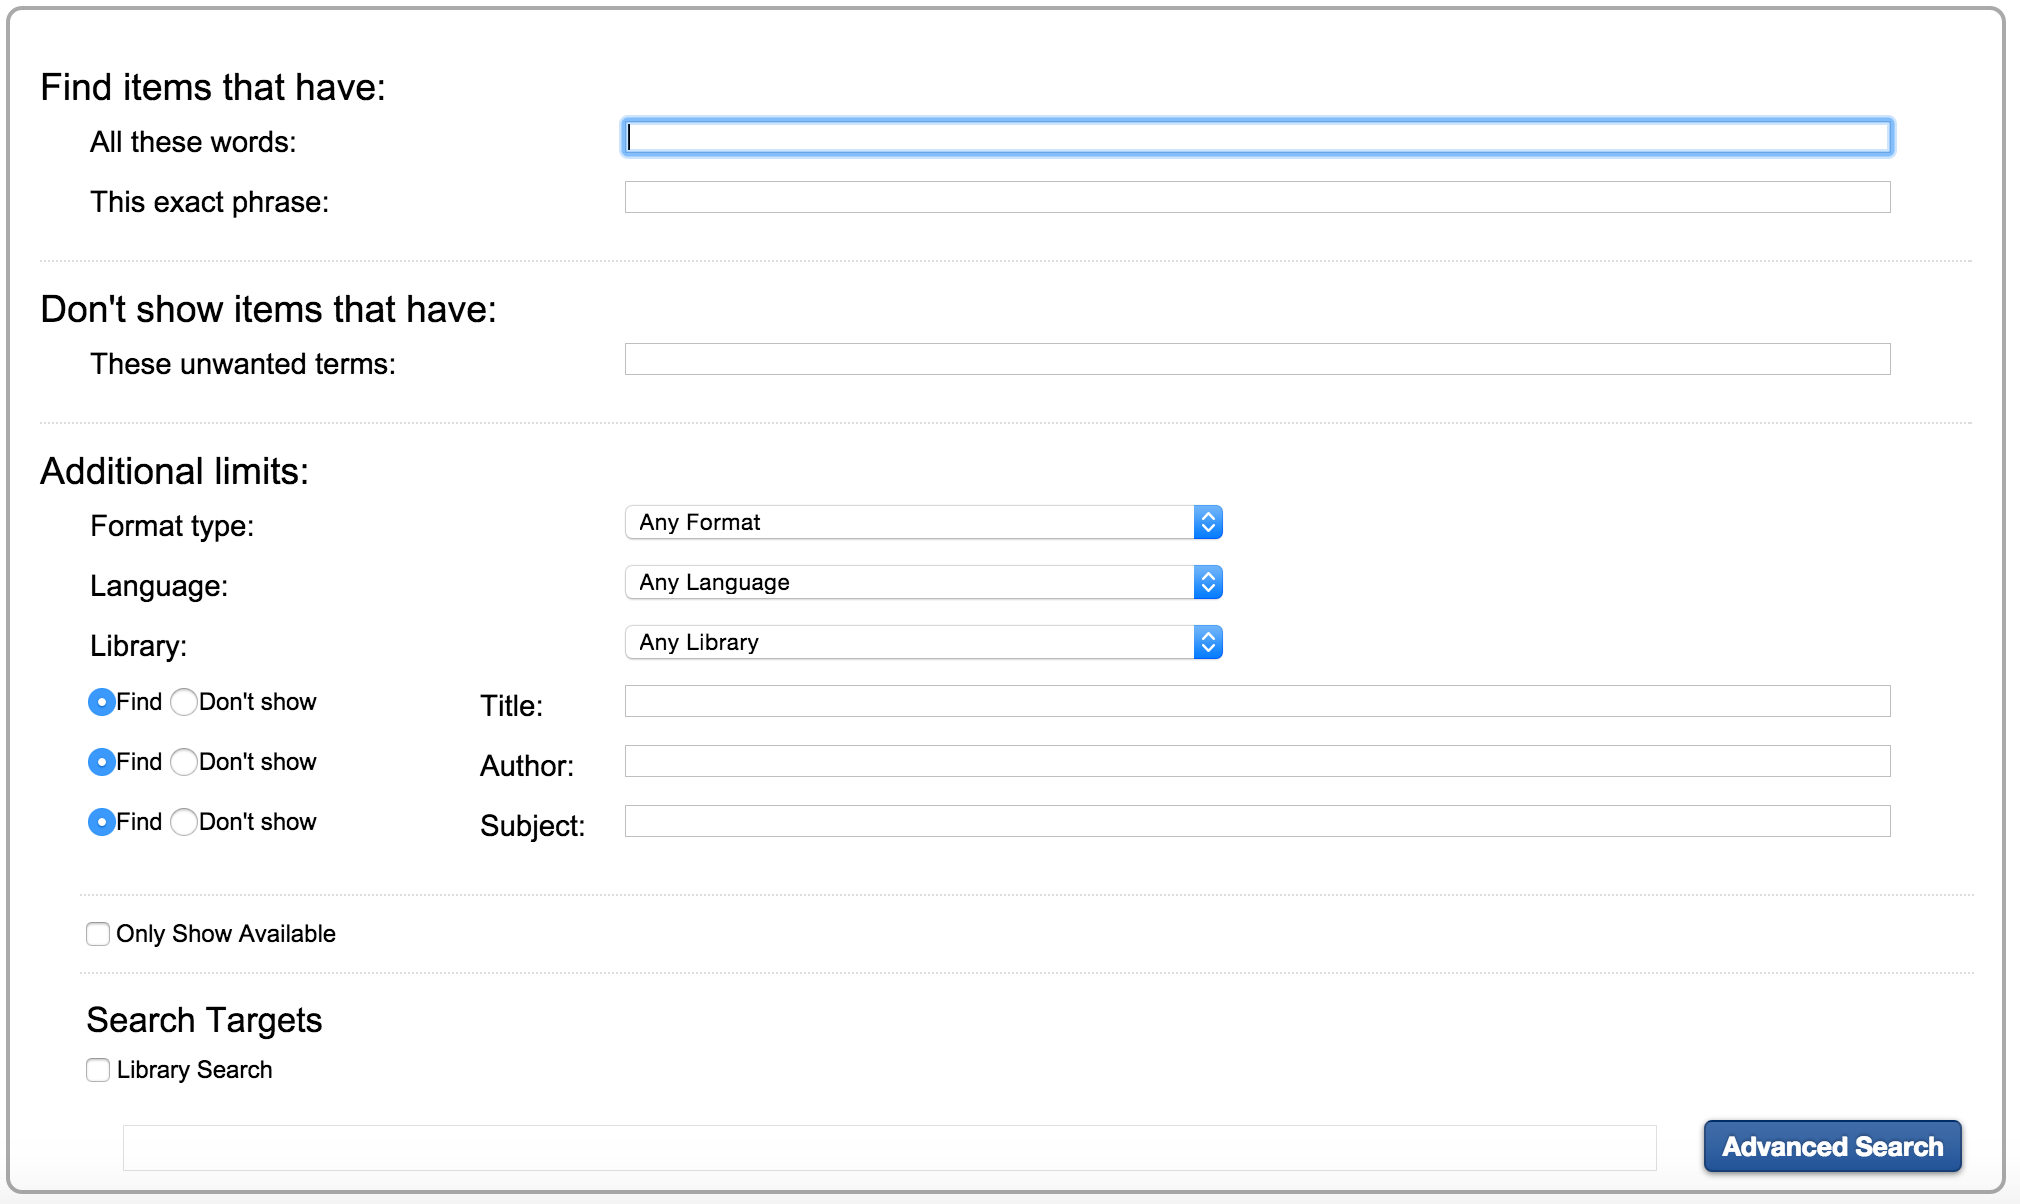 Find items that have:
All these words:
This exact phrase:
Don't show items that have:
These unwanted terms:
Additional limits:
Format type: Any Format
Language: Any Language
Library: Any Library
Find Don't show Title:
Find Don't show Author:
Find Don't show Subject:
Only Show Available
Search Targets
Library Search
Advanced Search